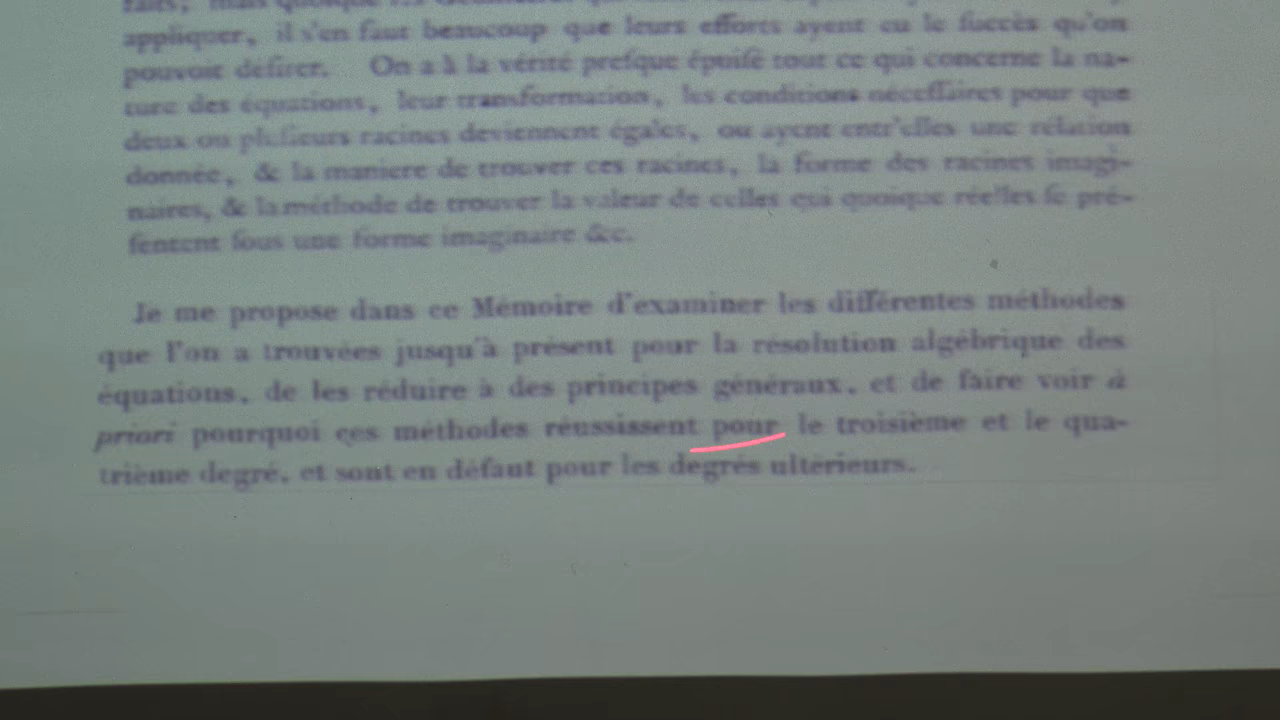 appliquer, il s'en faut beaucoup que leurs efforts ayent eu le ſuccès qu'on
pouvoit déſirer. On a à la vérité preſque épuiſé tout ce qui concerne la na-
ture des équations, leur transformation, les conditions néceſſaires pour que
deux ou pluſieurs racines deviennent égales, ou ayent entr'elles une rélation
donnée, & la maniere de trouver ces racines, la forme des racines imagi-
naires, & la méthode de trouver la valeur de celles qui quoique réelles ſe pré-
ſentent ſous une forme imaginaire &c.
Je me propose dans ce Mémoire d'examiner les différentes méthodes
que l'on a trouvées jusqu'à présent pour la résolution algébrique des
équations, de les réduire à des principes généraux, et de faire voir à
priori pourquoi ces méthodes réussissent pour le troisième et le qua-
trième degré, et sont en défaut pour les degrés ultérieurs.